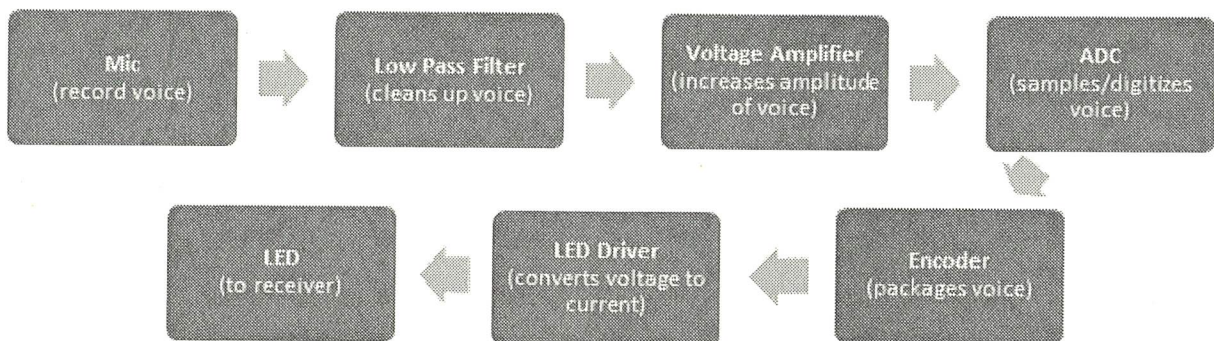 Mic
(record voice)
Low Pass Filter
(cleans up voice)
Voltage Amplifier
(increases amplitude
of voice)
ADC
(samples/digitizes
voice)
Encoder
(packages voice)
LED Driver
(converts voltage to
current)
LED
(to receiver)